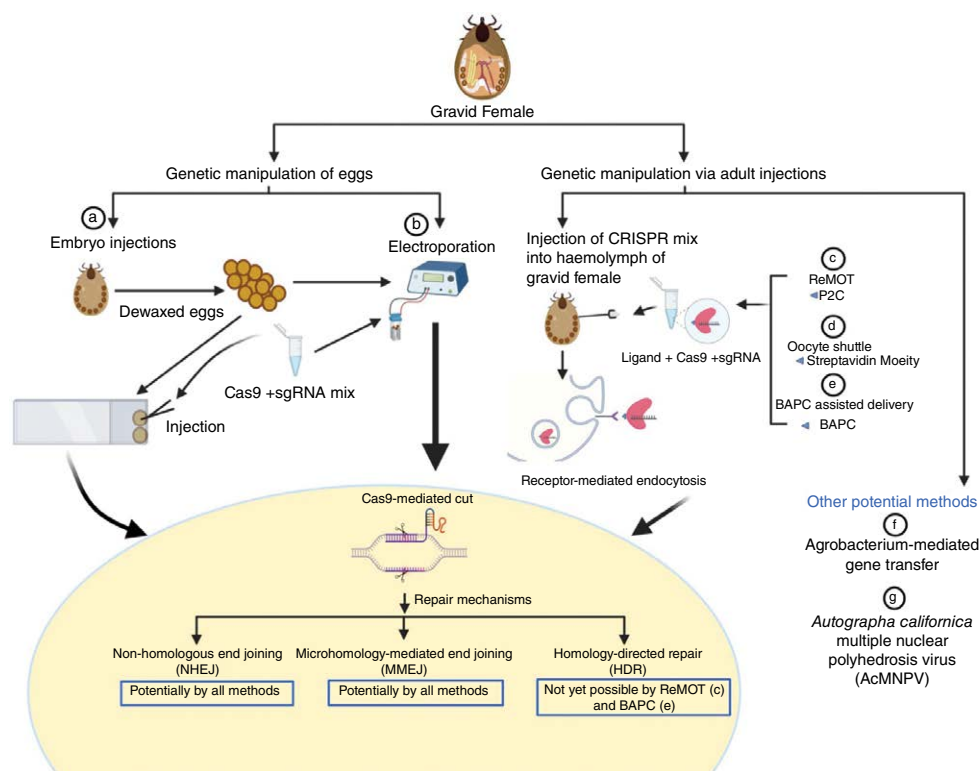 Gravid Female
Genetic manipulation of eggs
Genetic manipulation via adult injections
a
Embryo injections
b
Electroporation
Dewaxed eggs
Cas9 +sgRNA mix
Injection
Injection of CRISPR mix
into haemolymph of
gravid female
Ligand + Cas9 +sgRNA
c
ReMOT
P2C
d
Oocyte shuttle
Streptavidin Moeity
e
BAPC assisted delivery
BAPC
Receptor-mediated endocytosis
Other potential methods
f
Agrobacterium-mediated
gene transfer
g
Autographa californica
multiple nuclear
polyhedrosis virus
(AcMNPV)
Cas9-mediated cut
Repair mechanisms
Non-homologous end joining
(NHEJ)
Potentially by all methods
Microhomology-mediated end joining
(MMEJ)
Potentially by all methods
Homology-directed repair
(HDR)
Not yet possible by ReMOT (c)
and BAPC (e)